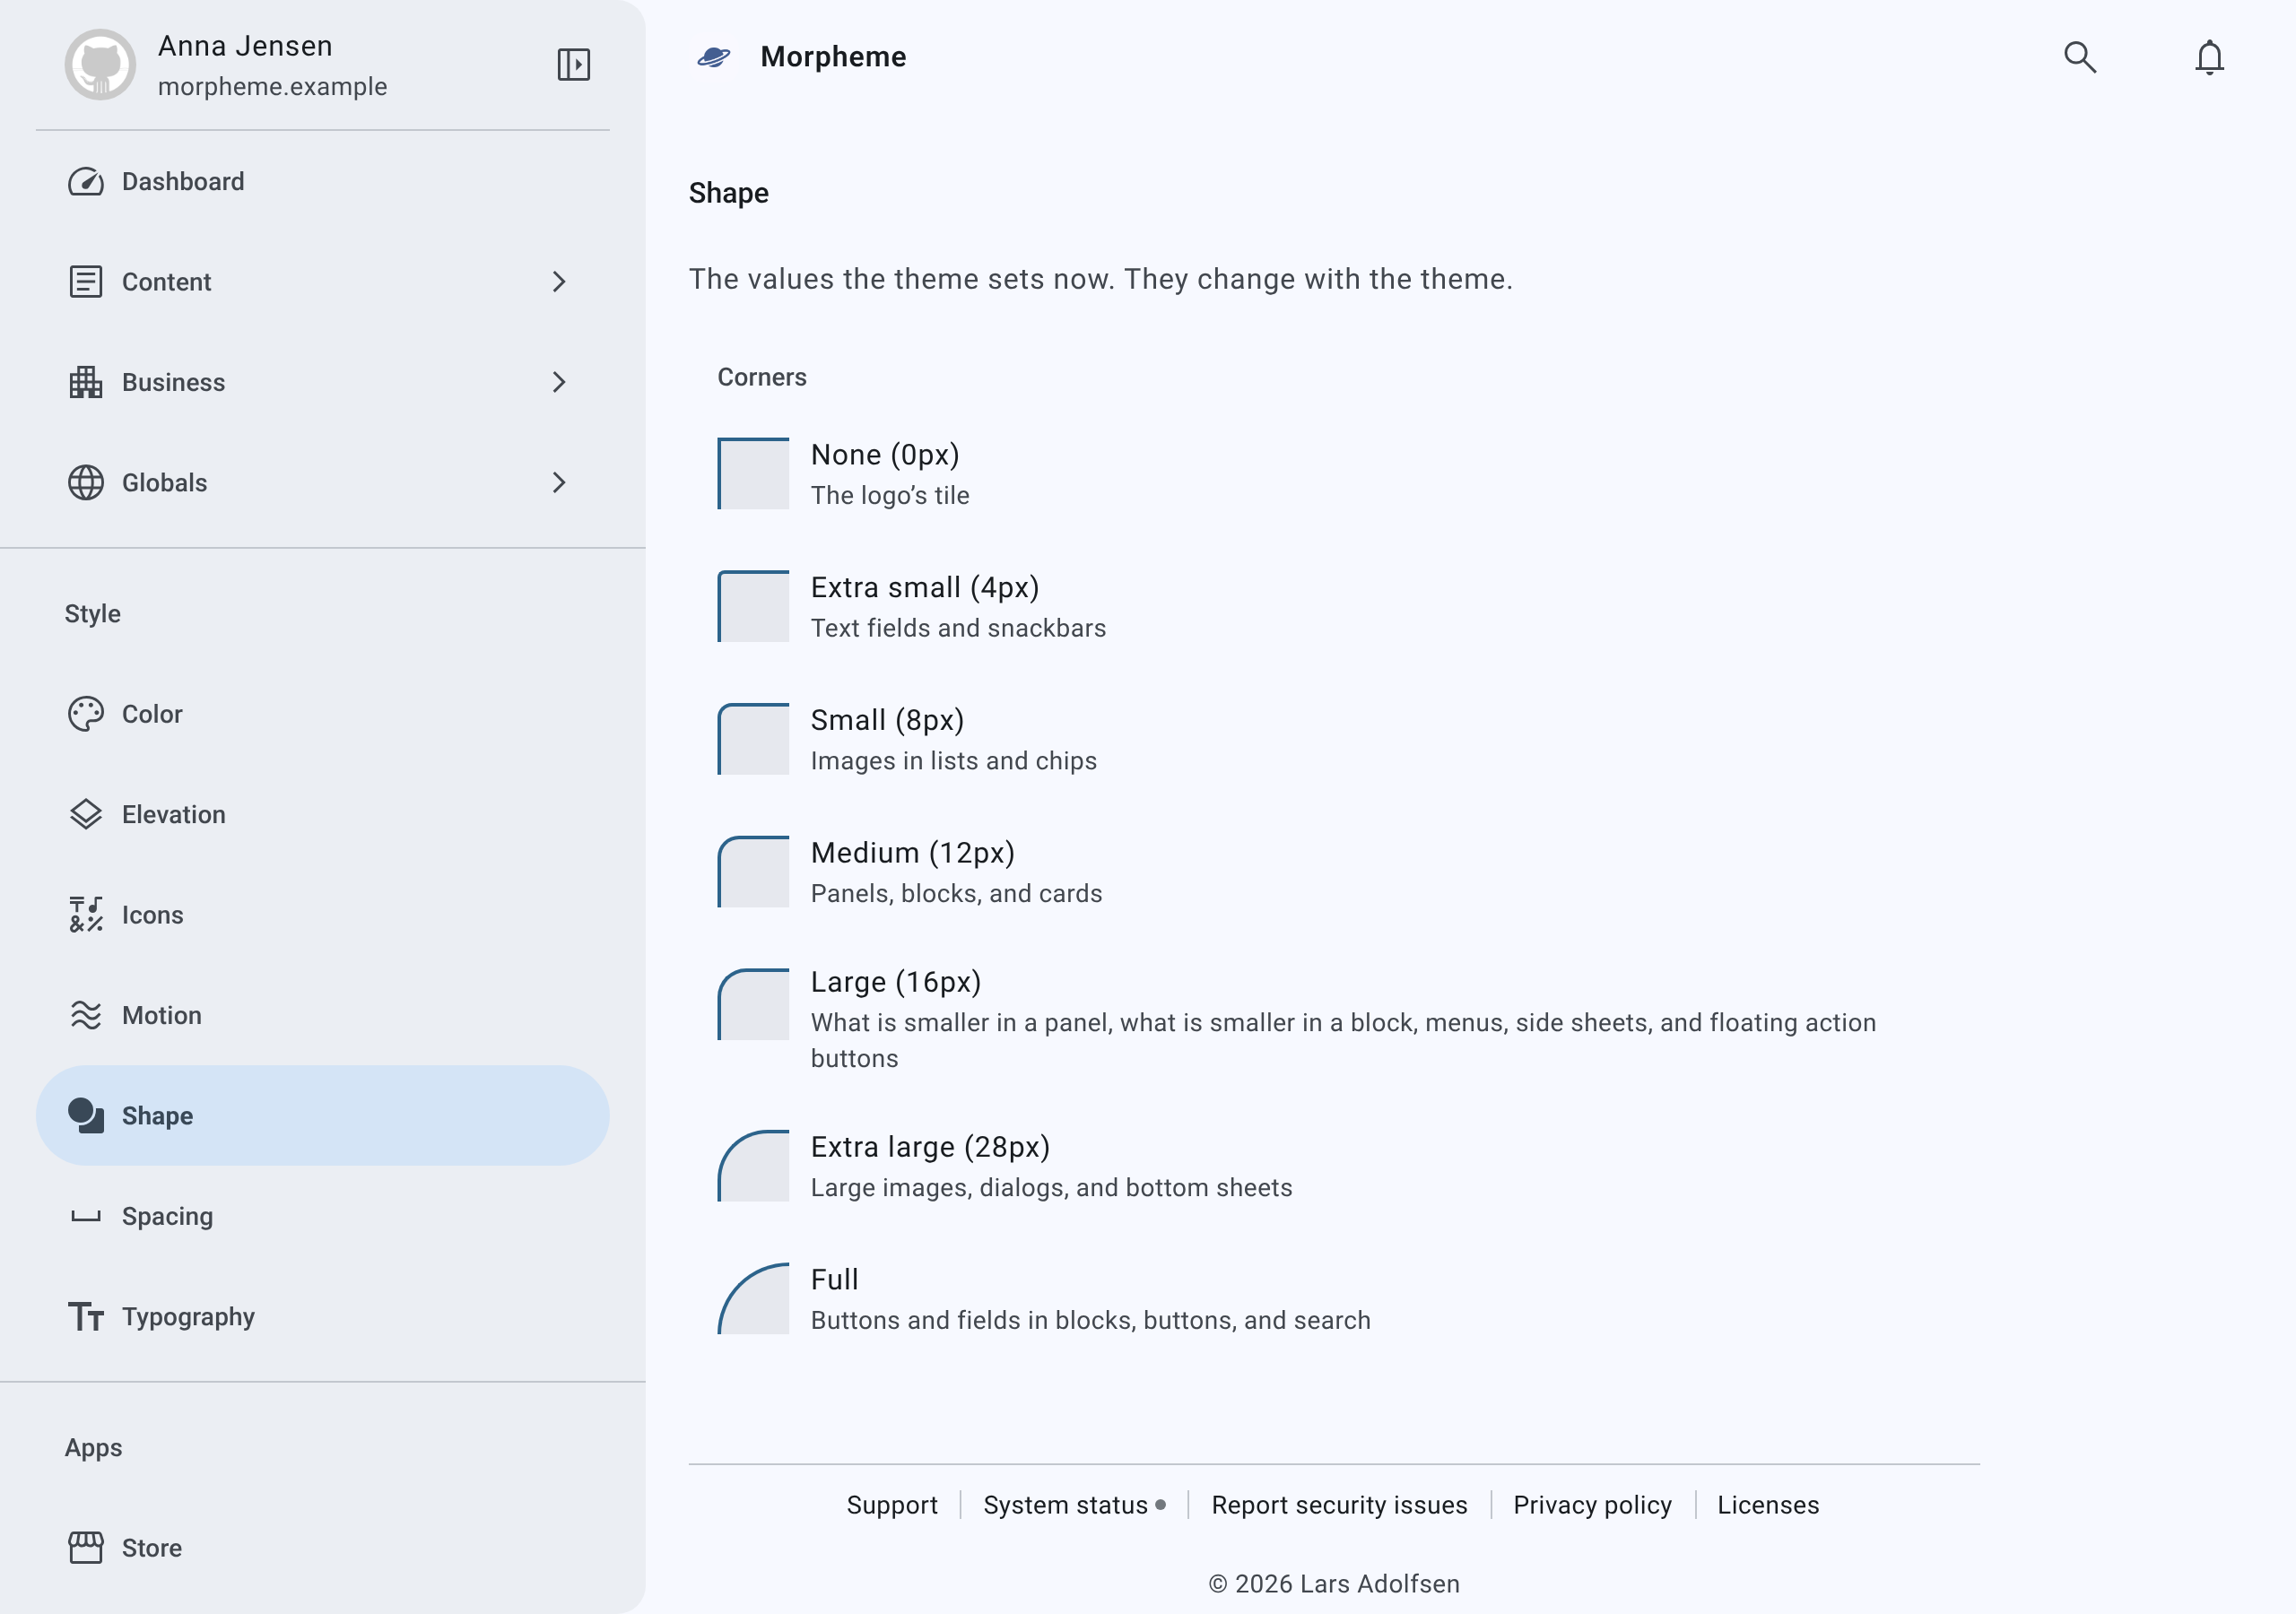 Anna Jensen
morpheme.example
Dashboard
Content
Business
Globals
Style
Color
Elevation
Icons
Motion
Shape
Spacing
Typography
Apps
Store
Morpheme
Shape
The values the theme sets now. They change with the theme.
Corners
None (0px)
The logo’s tile
Extra small (4px)
Text fields and snackbars
Small (8px)
Images in lists and chips
Medium (12px)
Panels, blocks, and cards
Large (16px)
What is smaller in a panel, what is smaller in a block, menus, side sheets, and floating action
buttons
Extra large (28px)
Large images, dialogs, and bottom sheets
Full
Buttons and fields in blocks, buttons, and search
Support
System status
Report security issues
Privacy policy
Licenses
© 2026 Lars Adolfsen